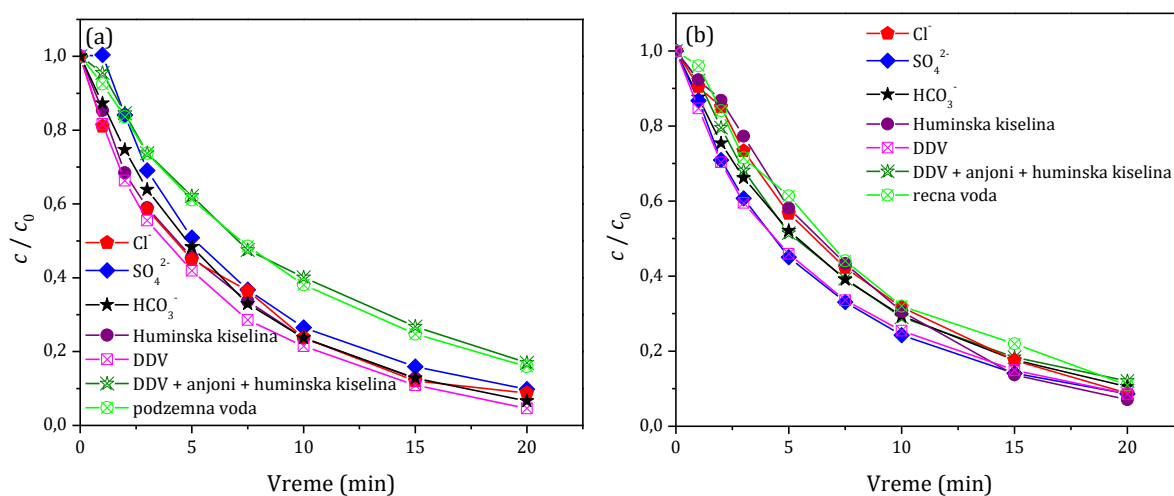 (a)
1,0
0,8
0,6
0,4
0,2
0,0
c / c₀
Cl⁻
SO₄²⁻
HCO₃⁻
Huminska kiselina
DDV
DDV + anjoni + huminska kiselina
podzemna voda
0
5
10
15
20
Vreme (min)
(b)
1,0
0,8
0,6
0,4
0,2
0,0
c / c₀
Cl⁻
SO₄²⁻
HCO₃⁻
Huminska kiselina
DDV
DDV + anjoni + huminska kiselina
recna voda
0
5
10
15
20
Vreme (min)